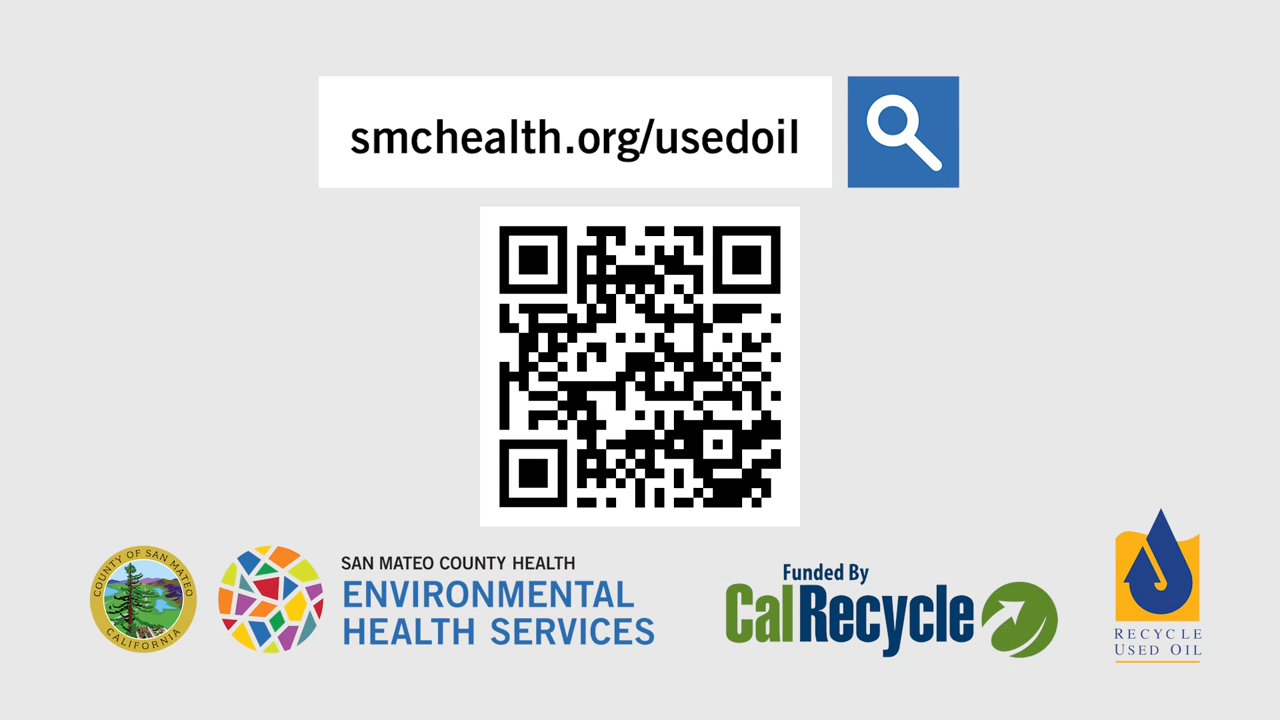 smchealth.org/usedoil
COUNTY OF SAN MATEO
CALIFORNIA
SAN MATEO COUNTY HEALTH
ENVIRONMENTAL
HEALTH SERVICES
Funded By
CalRecycle
RECYCLE
USED OIL